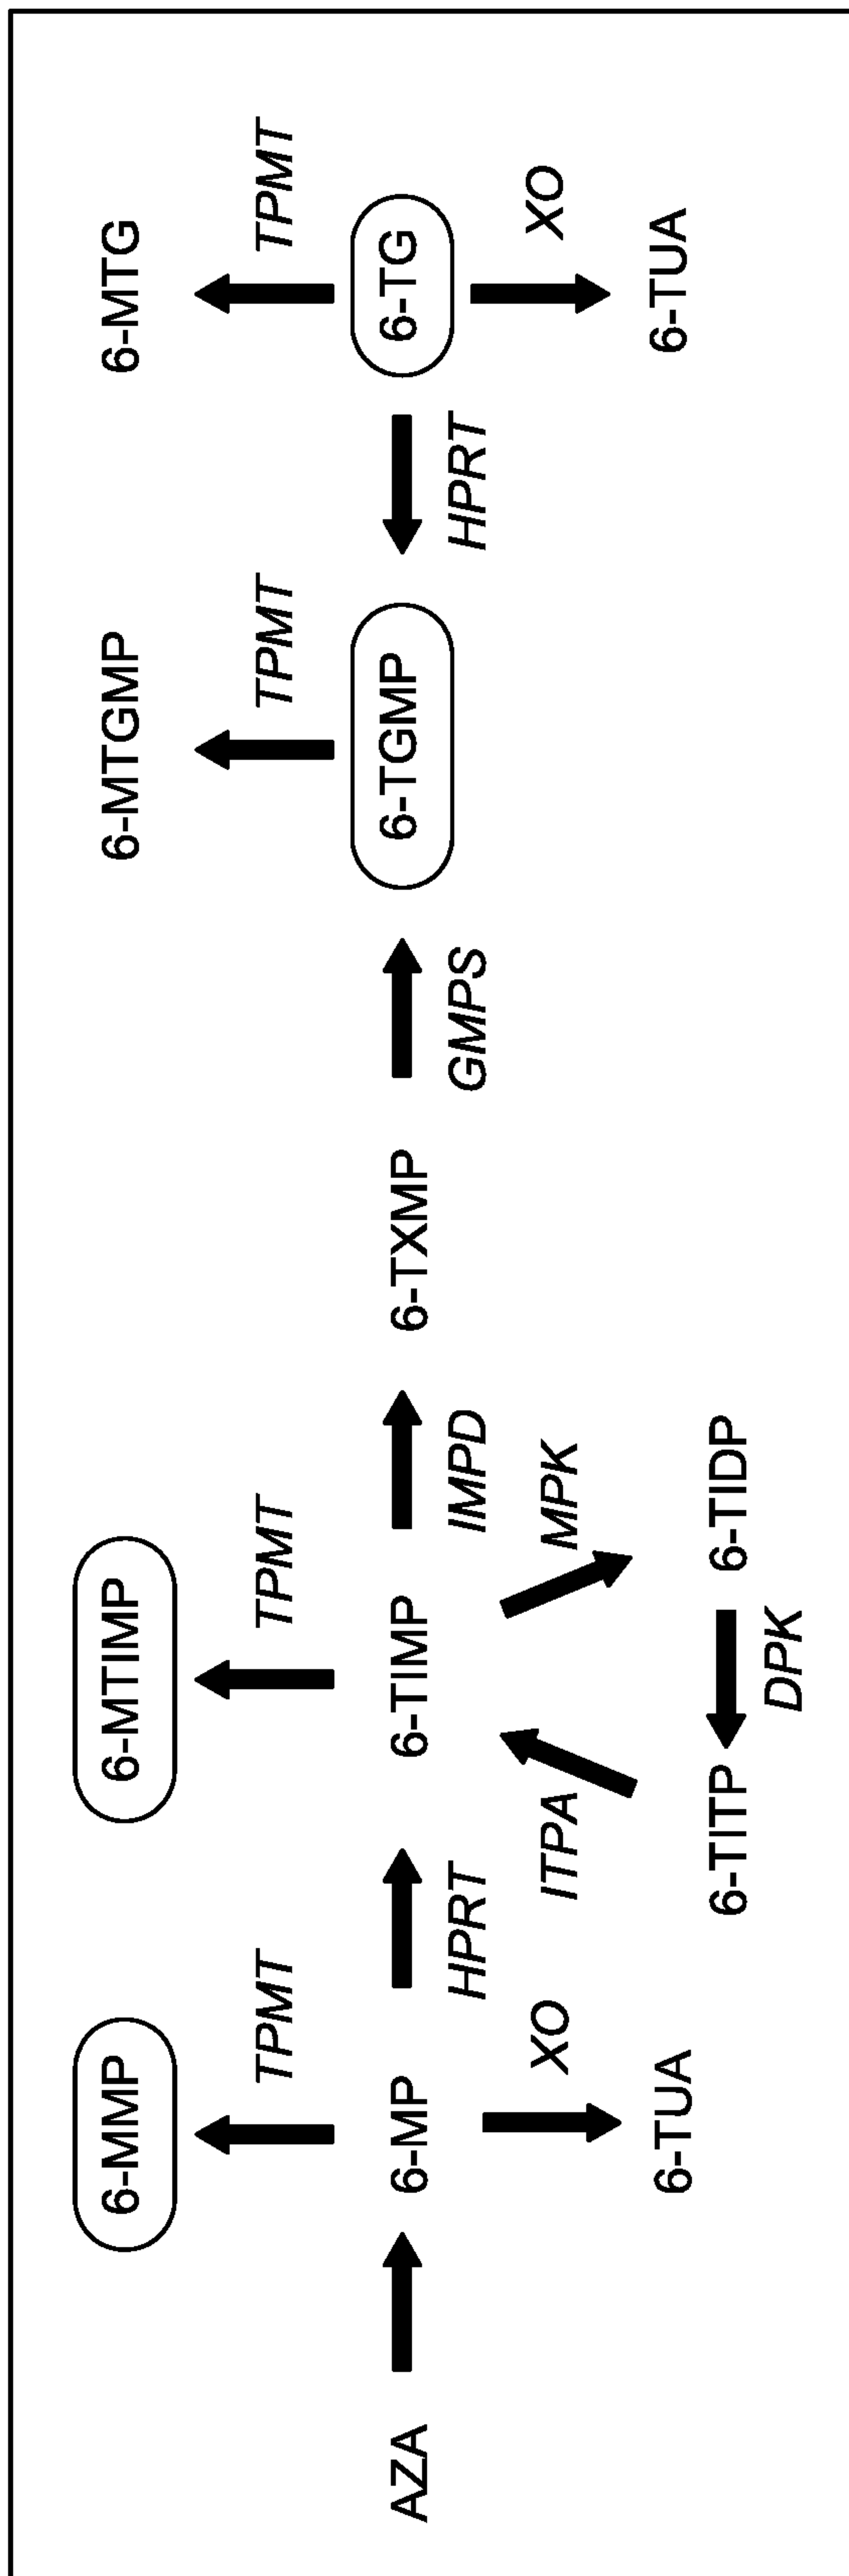 6-MMP
6-MTIMP
6-MTGMP
6-MTG
TPMT
TPMT
TPMT
TPMT
AZA
6-MP
6-TIMP
6-TXMP
6-TGMP
6-TG
HPRT
IMPD
GMPS
HPRT
XO
ITPA
MPK
XO
6-TUA
6-TITP
6-TIDP
6-TUA
DPK